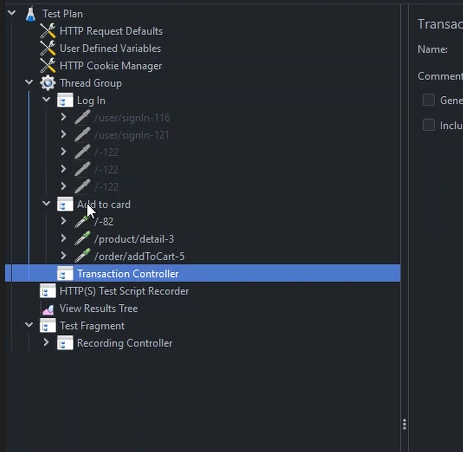 Test Plan
HTTP Request Defaults
User Defined Variables
HTTP Cookie Manager
Thread Group
Log In
/user/signIn-116
/user/signIn-121
/-122
/-122
/-122
Add to card
/-82
/product/detail-3
/order/addToCart-5
Transaction Controller
HTTP(S) Test Script Recorder
View Results Tree
Test Fragment
Recording Controller
Transac
Name:
Comment
Gene
Inclu